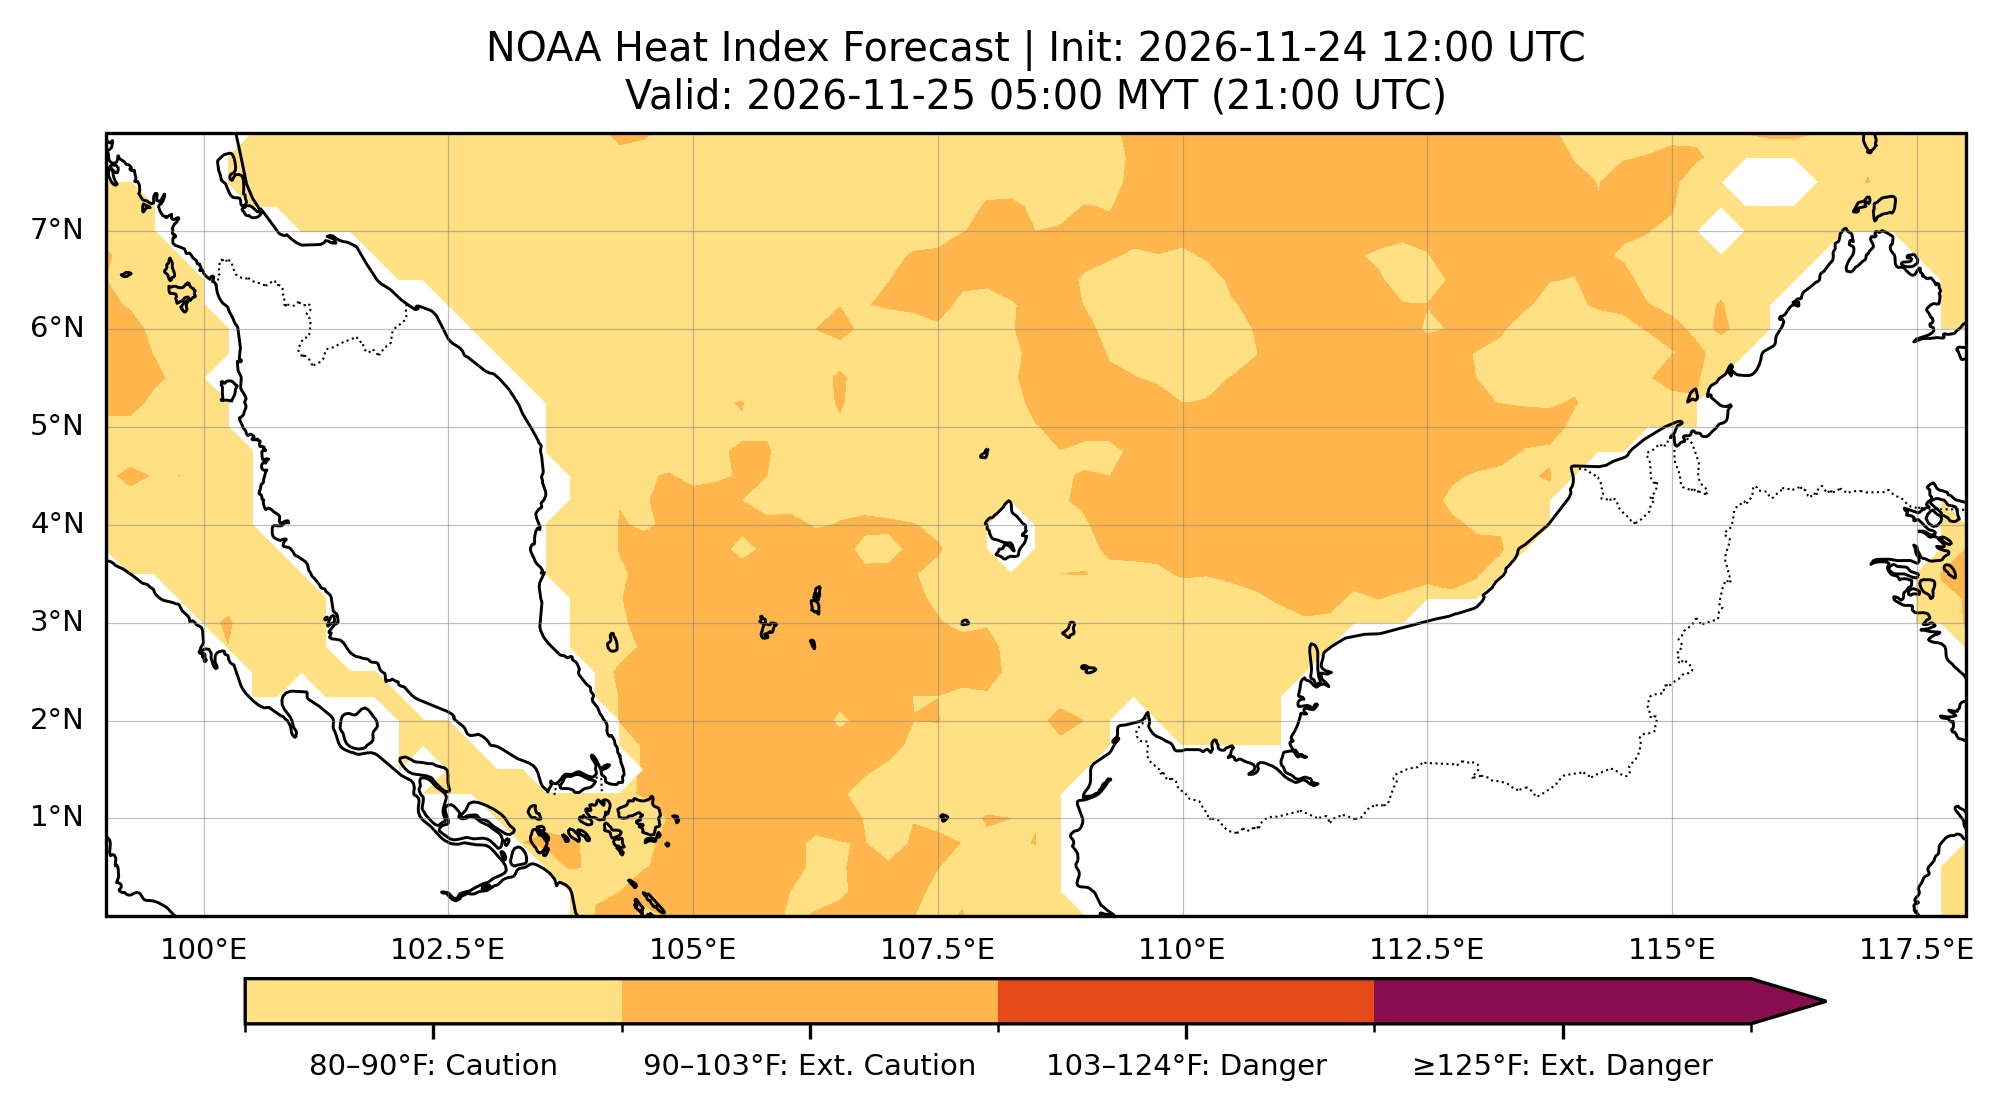 NOAA Heat Index Forecast | Init: 2026-11-24 12:00 UTC
Valid: 2026-11-25 05:00 MYT (21:00 UTC)
7°N
6°N
5°N
4°N
3°N
2°N
1°N
100°E
102.5°E
105°E
107.5°E
110°E
112.5°E
115°E
117.5°E
80–90°F: Caution
90–103°F: Ext. Caution
103–124°F: Danger
≥125°F: Ext. Danger